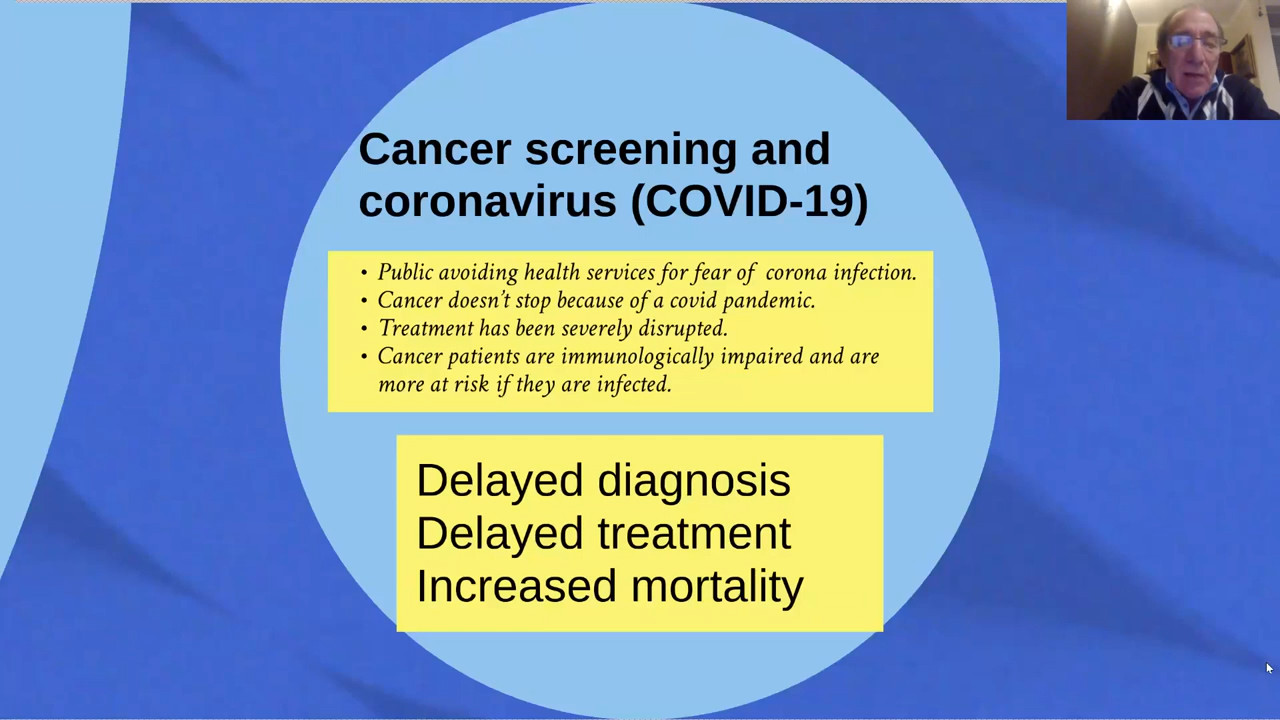 Cancer screening and
coronavirus (COVID-19)
• Public avoiding health services for fear of corona infection.
• Cancer doesn't stop because of a covid pandemic.
• Treatment has been severely disrupted.
• Cancer patients are immunologically impaired and are
more at risk if they are infected.
Delayed diagnosis
Delayed treatment
Increased mortality